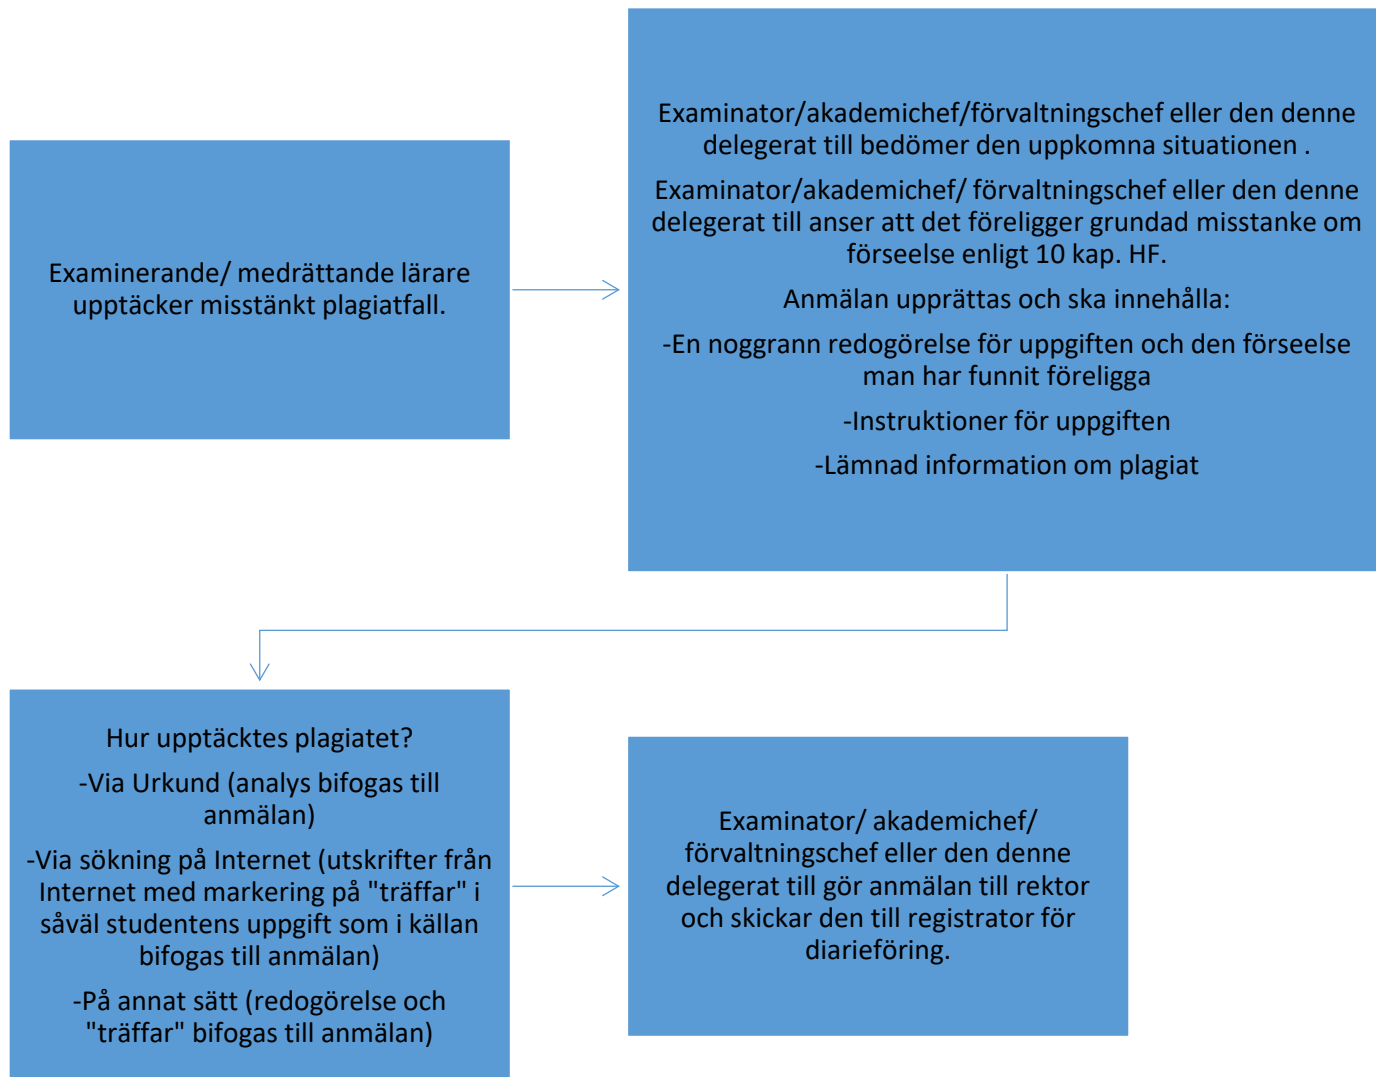 Examinerande/ medrättande lärare
upptäcker misstänkt plagiatfall.
Examinator/akademichef/förvaltningschef eller den denne
delegerat till bedömer den uppkomna situationen .
Examinator/akademichef/ förvaltningschef eller den denne
delegerat till anser att det föreligger grundad misstanke om
förseelse enligt 10 kap. HF.
Anmälan upprättas och ska innehålla:
-En noggrann redogörelse för uppgiften och den förseelse
man har funnit föreligga
-Instruktioner för uppgiften
-Lämnad information om plagiat
Hur upptäcktes plagiatet?
-Via Urkund (analys bifogas till
anmälan)
-Via sökning på Internet (utskrifter från
Internet med markering på "träffar" i
såväl studentens uppgift som i källan
bifogas till anmälan)
-På annat sätt (redogörelse och
"träffar" bifogas till anmälan)
Examinator/ akademichef/
förvaltningschef eller den denne
delegerat till gör anmälan till rektor
och skickar den till registrator för
diarieföring.